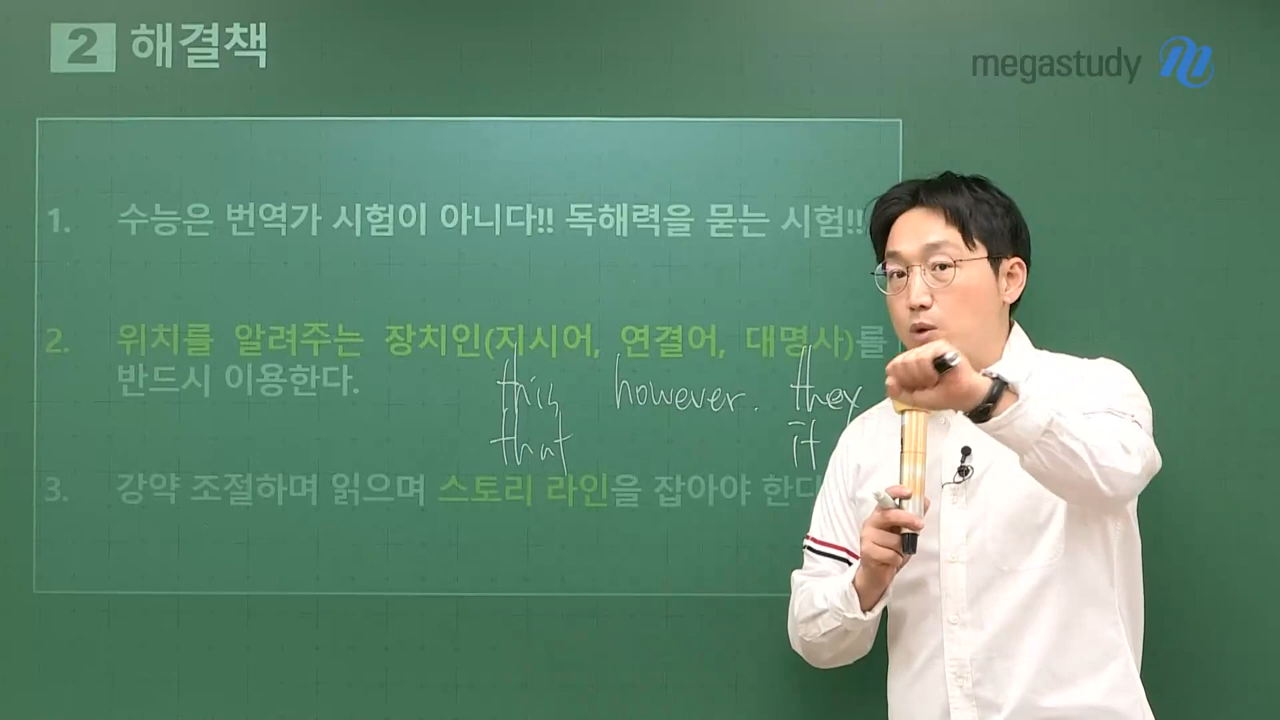 2 해결책
megastudy
1. 수능은 번역가 시험이 아니다!! 독해력을 묻는 시험!!
2. 위치를 알려주는 장치인(지시어, 연결어, 대명사)를
반드시 이용한다.
this however. they
that it
3. 강약 조절하며 읽으며 스토리 라인을 잡아야 한다